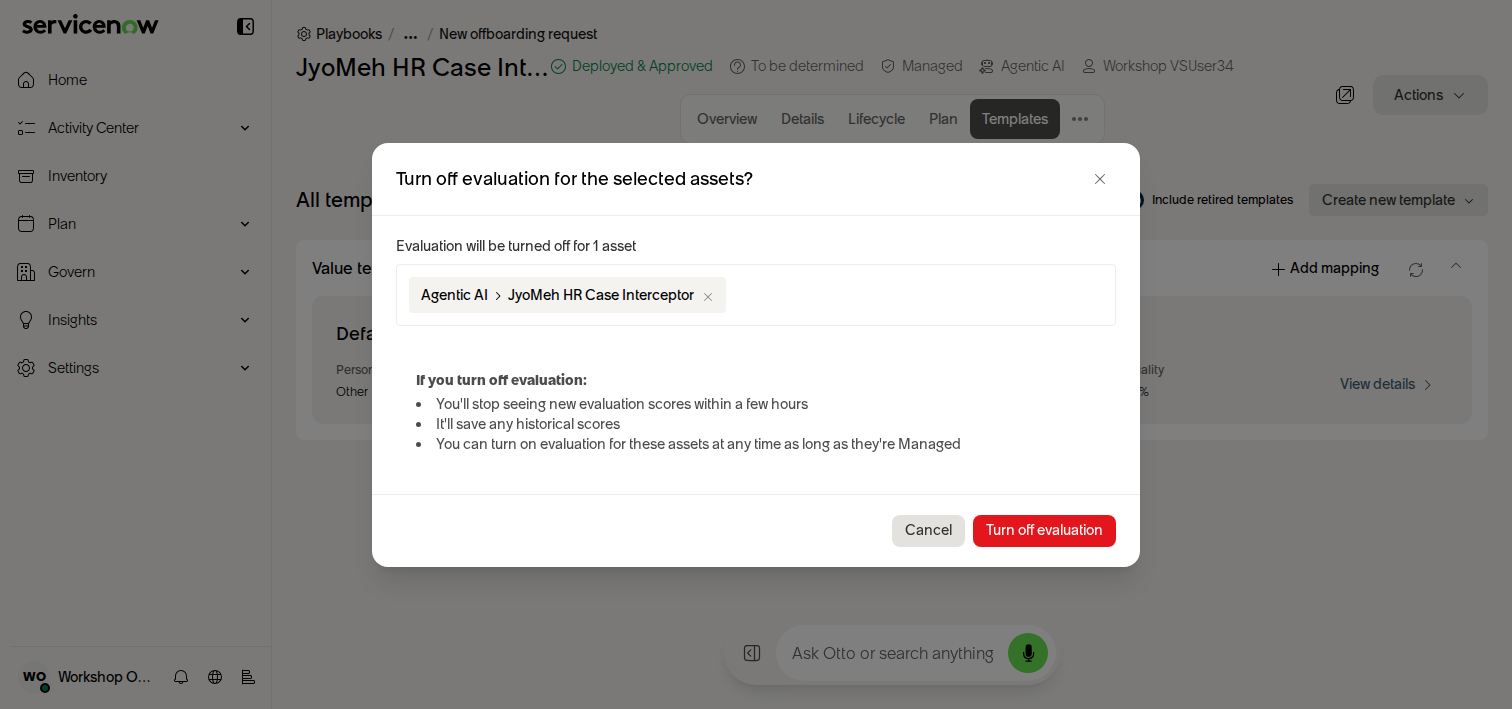 servicenow
Home
Activity Center
Inventory
Plan
Govern
Insights
Settings
WO Workshop O...
Playbooks / ... / New offboarding request
JyoMeh HR Case Int... Deployed & Approved To be determined Managed Agentic AI Workshop VSUser34
Actions
Overview Details Lifecycle Plan Templates
All temp
Include retired templates Create new template
Value te
Add mapping
Defa
Person
Other
ality
%
View details
Turn off evaluation for the selected assets?
Evaluation will be turned off for 1 asset
Agentic AI > JyoMeh HR Case Interceptor
If you turn off evaluation:
• You'll stop seeing new evaluation scores within a few hours
• It'll save any historical scores
• You can turn on evaluation for these assets at any time as long as they're Managed
Cancel Turn off evaluation
Ask Otto or search anything